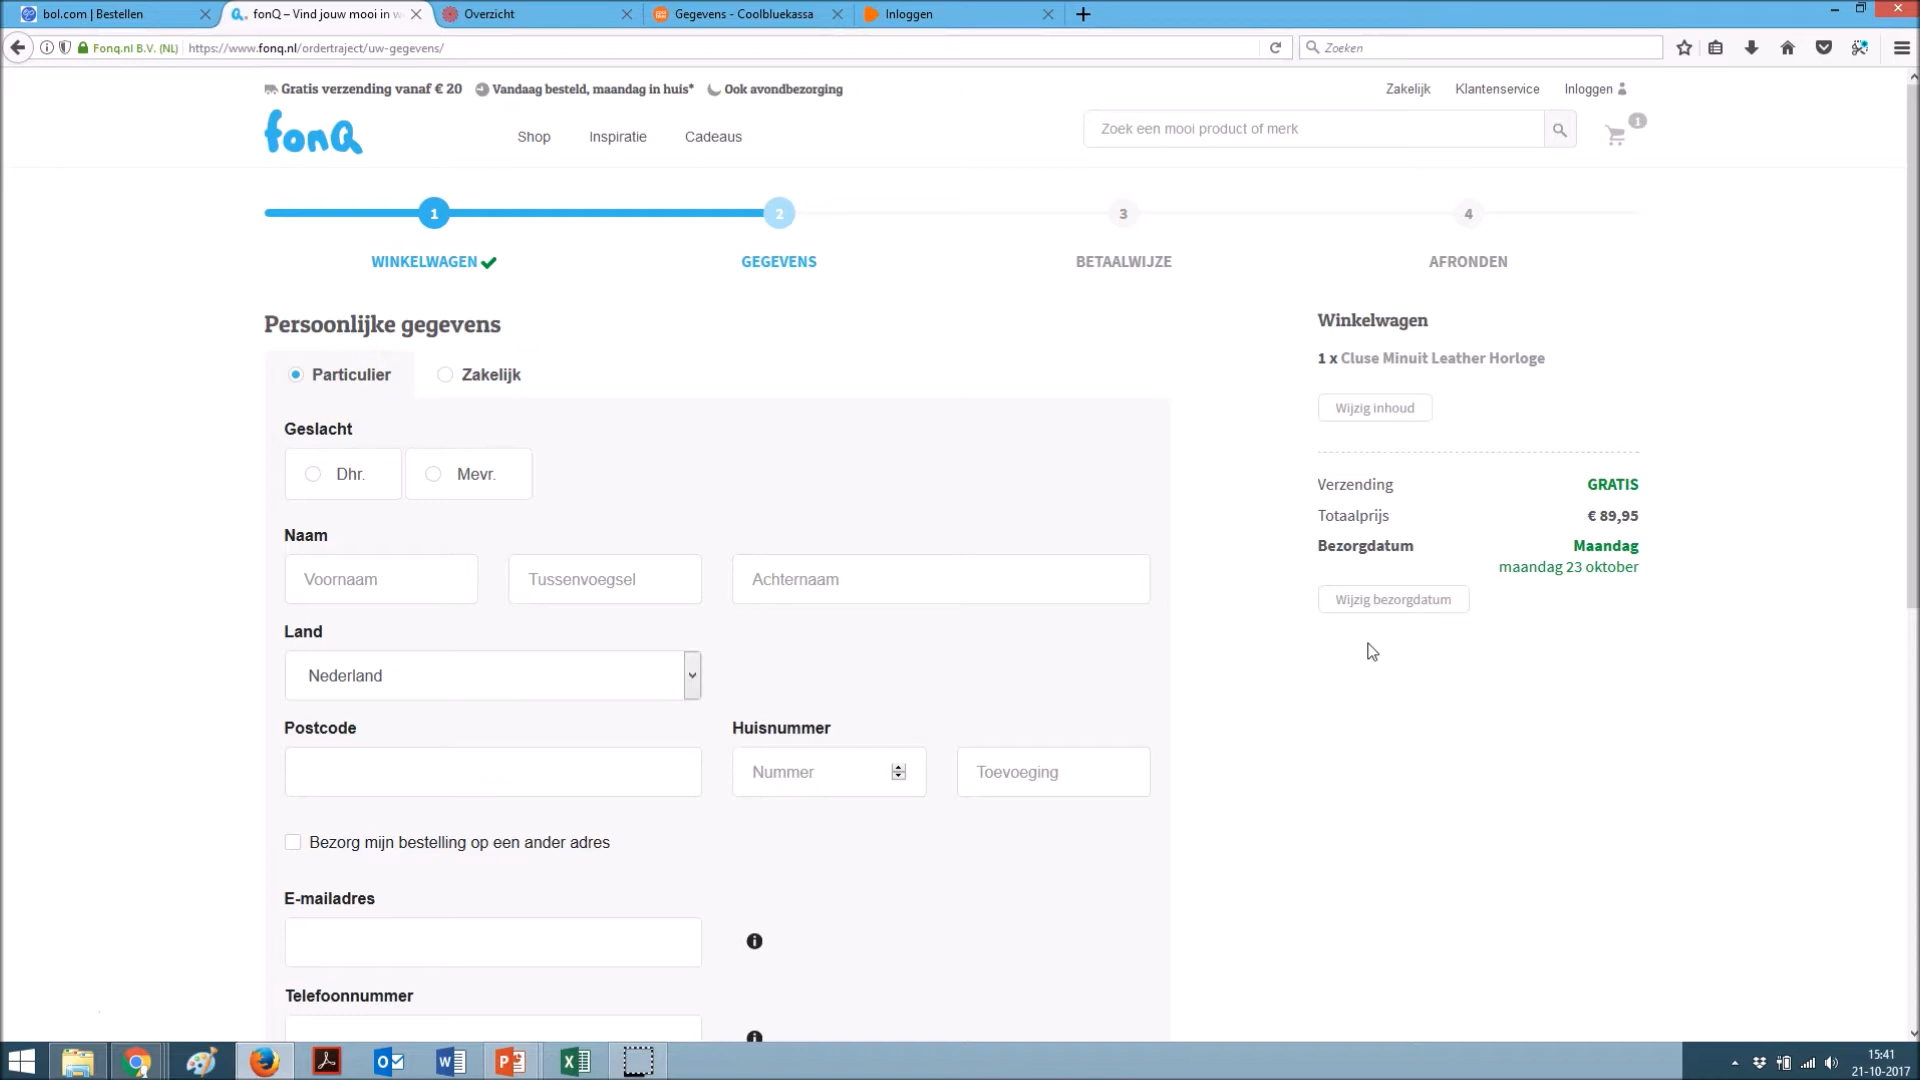 bol.com | Bestellen
fonQ – Vind jouw mooi in w
Overzicht
Gegevens - Coolbluekassa
Inloggen
Fonq.nl B.V. (NL)
https://www.fonq.nl/ordertraject/uw-gegevens/
Zoeken
Gratis verzending vanaf € 20
Vandaag besteld, maandag in huis*
Ook avondbezorging
Zakelijk
Klantenservice
Inloggen
fonQ
Shop
Inspiratie
Cadeaus
Zoek een mooi product of merk
1
1
2
3
4
WINKELWAGEN
GEGEVENS
BETAALWIJZE
AFRONDEN
Persoonlijke gegevens
Particulier
Zakelijk
Geslacht
Dhr.
Mevr.
Naam
Voornaam
Tussenvoegsel
Achternaam
Land
Nederland
Postcode
Huisnummer
Nummer
Toevoeging
Bezorg mijn bestelling op een ander adres
E-mailadres
Telefoonnummer
Winkelwagen
1 x Cluse Minuit Leather Horloge
Wijzig inhoud
Verzending GRATIS
Totaalprijs € 89,95
Bezorgdatum Maandag
maandag 23 oktober
Wijzig bezorgdatum
15:41
21-10-2017